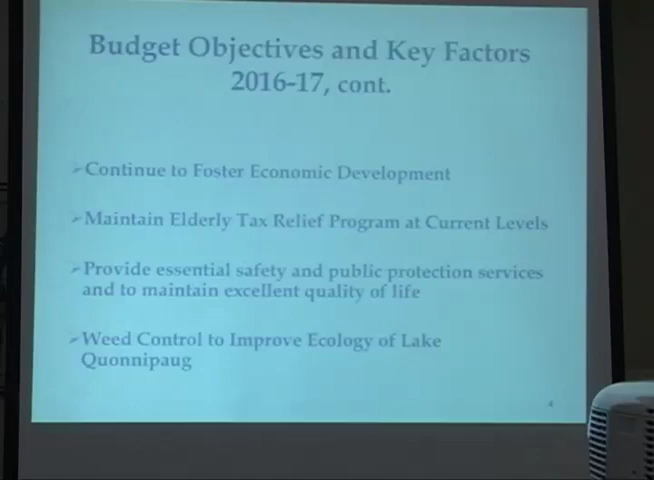 Budget Objectives and Key Factors
2016-17, cont.
➢Continue to Foster Economic Development
➢Maintain Elderly Tax Relief Program at Current Levels
➢Provide essential safety and public protection services
and to maintain excellent quality of life
➢Weed Control to Improve Ecology of Lake
Quonnipaug
4